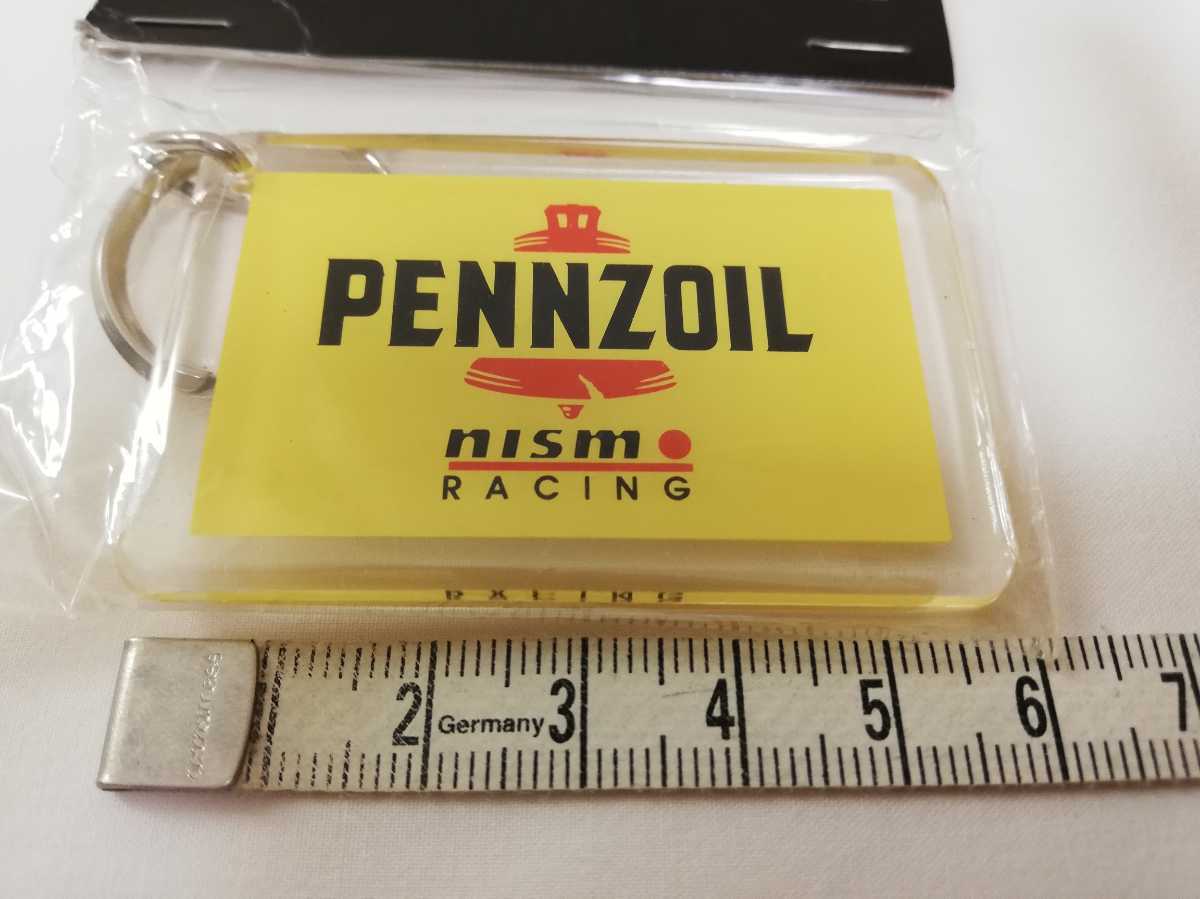 PENNZOIL
nismo
RACING
2 Germany 3 4 5 6 7